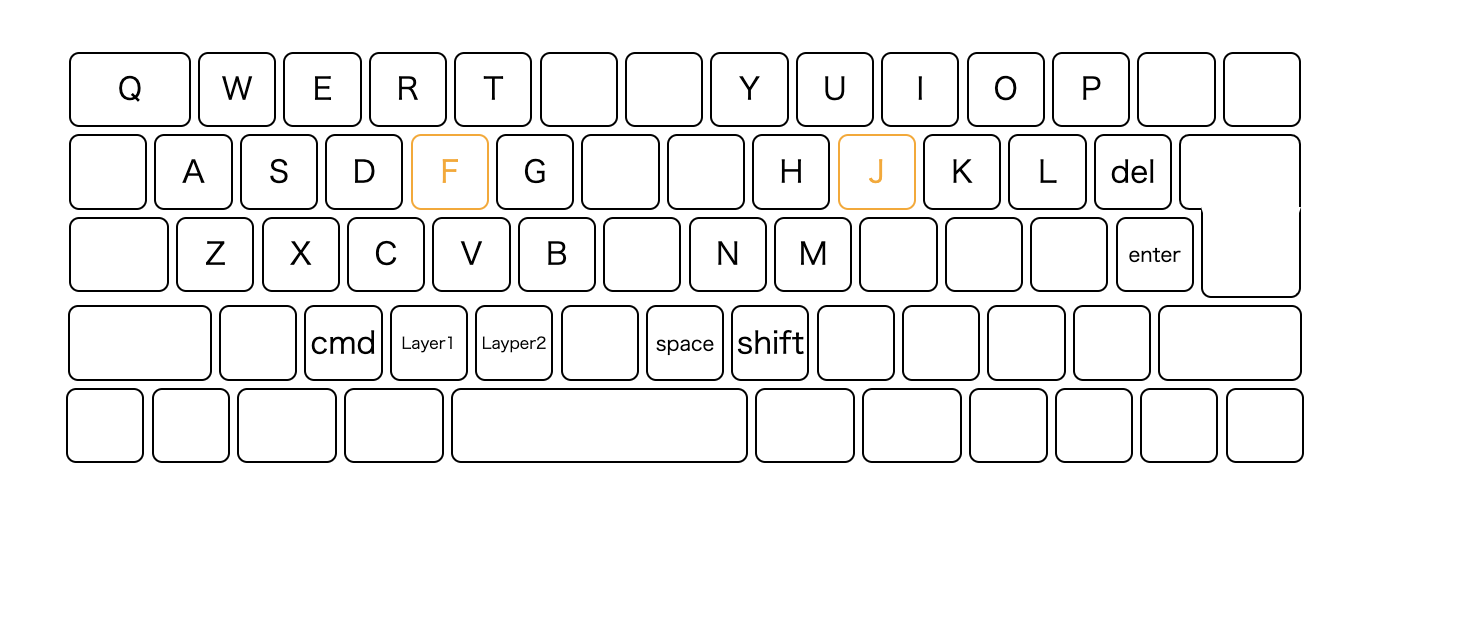 Q W E R T Y U I O P
A S D F G H J K L del
Z X C V B N M enter
cmd Layer1 Layper2 space shift